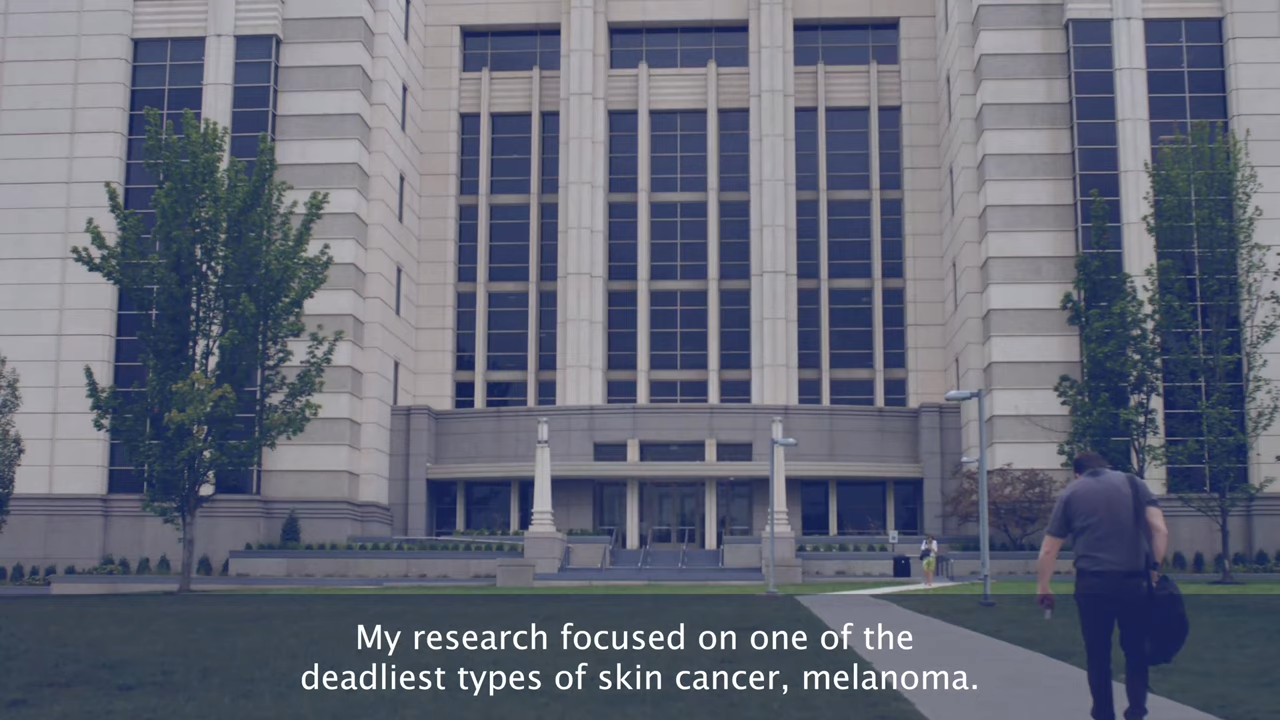 My research focused on one of the
deadliest types of skin cancer, melanoma.